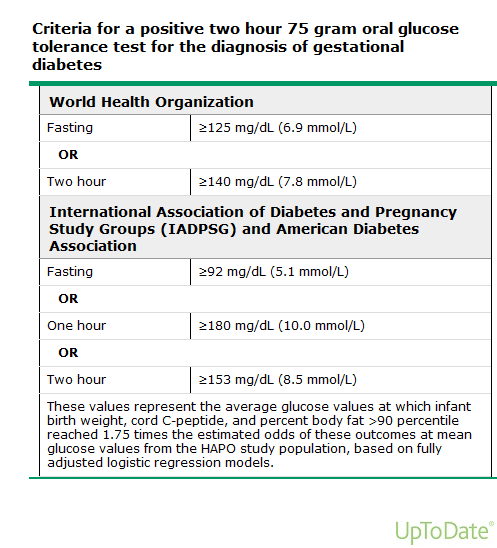 Criteria for a positive two hour 75 gram oral glucose
tolerance test for the diagnosis of gestational
diabetes
World Health Organization
Fasting ≥125 mg/dL (6.9 mmol/L)
OR
Two hour ≥140 mg/dL (7.8 mmol/L)
International Association of Diabetes and Pregnancy
Study Groups (IADPSG) and American Diabetes
Association
Fasting ≥92 mg/dL (5.1 mmol/L)
OR
One hour ≥180 mg/dL (10.0 mmol/L)
OR
Two hour ≥153 mg/dL (8.5 mmol/L)
These values represent the average glucose values at which infant
birth weight, cord C-peptide, and percent body fat >90 percentile
reached 1.75 times the estimated odds of these outcomes at mean
glucose values from the HAPO study population, based on fully
adjusted logistic regression models.
UpToDate®